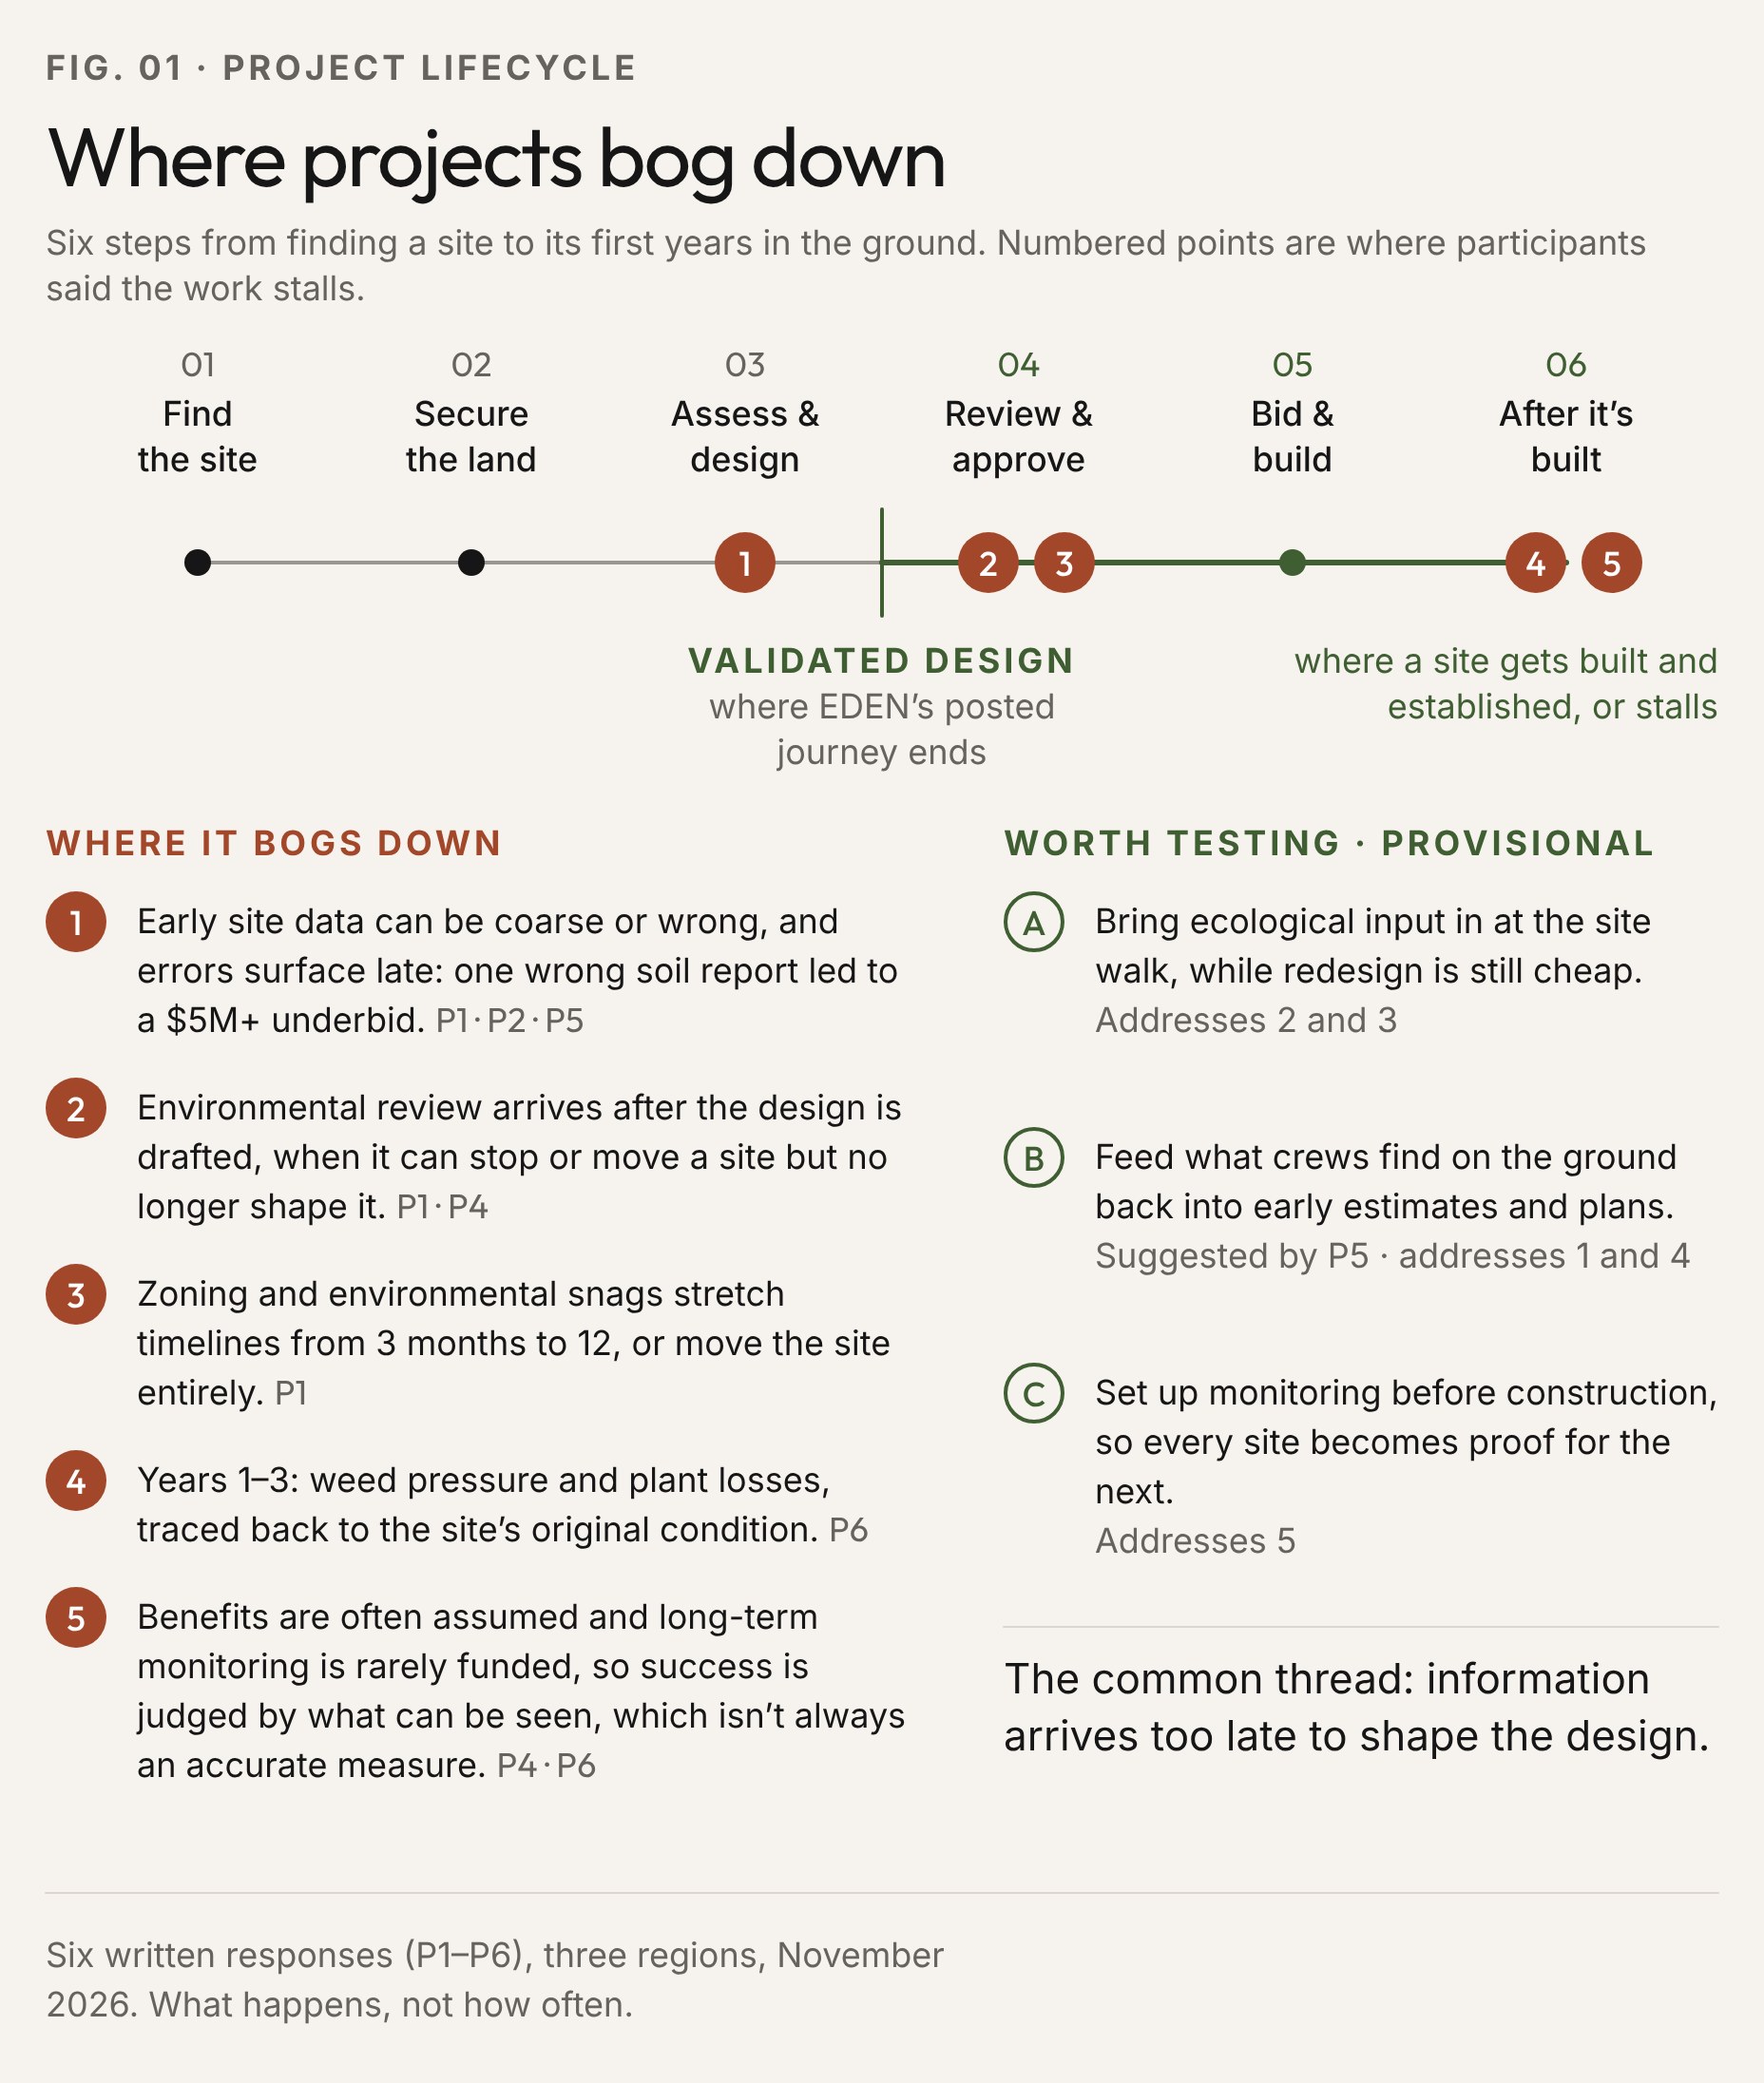 FIG. 01 · PROJECT LIFECYCLE
Where projects bog down
Six steps from finding a site to its first years in the ground. Numbered points are where participants
said the work stalls.
01
Find
the site
02
Secure
the land
03
Assess &
design
04
Review &
approve
05
Bid &
build
06
After it’s
built
1
2
3
4
5
VALIDATED DESIGN
where EDEN’s posted
journey ends
where a site gets built and
established, or stalls
WHERE IT BOGS DOWN
1
Early site data can be coarse or wrong, and
errors surface late: one wrong soil report led to
a $5M+ underbid. P1·P2·P5
2
Environmental review arrives after the design is
drafted, when it can stop or move a site but no
longer shape it. P1·P4
3
Zoning and environmental snags stretch
timelines from 3 months to 12, or move the site
entirely. P1
4
Years 1–3: weed pressure and plant losses,
traced back to the site’s original condition. P6
5
Benefits are often assumed and long-term
monitoring is rarely funded, so success is
judged by what can be seen, which isn’t always
an accurate measure. P4·P6
WORTH TESTING · PROVISIONAL
A
Bring ecological input in at the site
walk, while redesign is still cheap.
Addresses 2 and 3
B
Feed what crews find on the ground
back into early estimates and plans.
Suggested by P5 · addresses 1 and 4
C
Set up monitoring before construction,
so every site becomes proof for the
next.
Addresses 5
The common thread: information
arrives too late to shape the design.
Six written responses (P1–P6), three regions, November
2026. What happens, not how often.